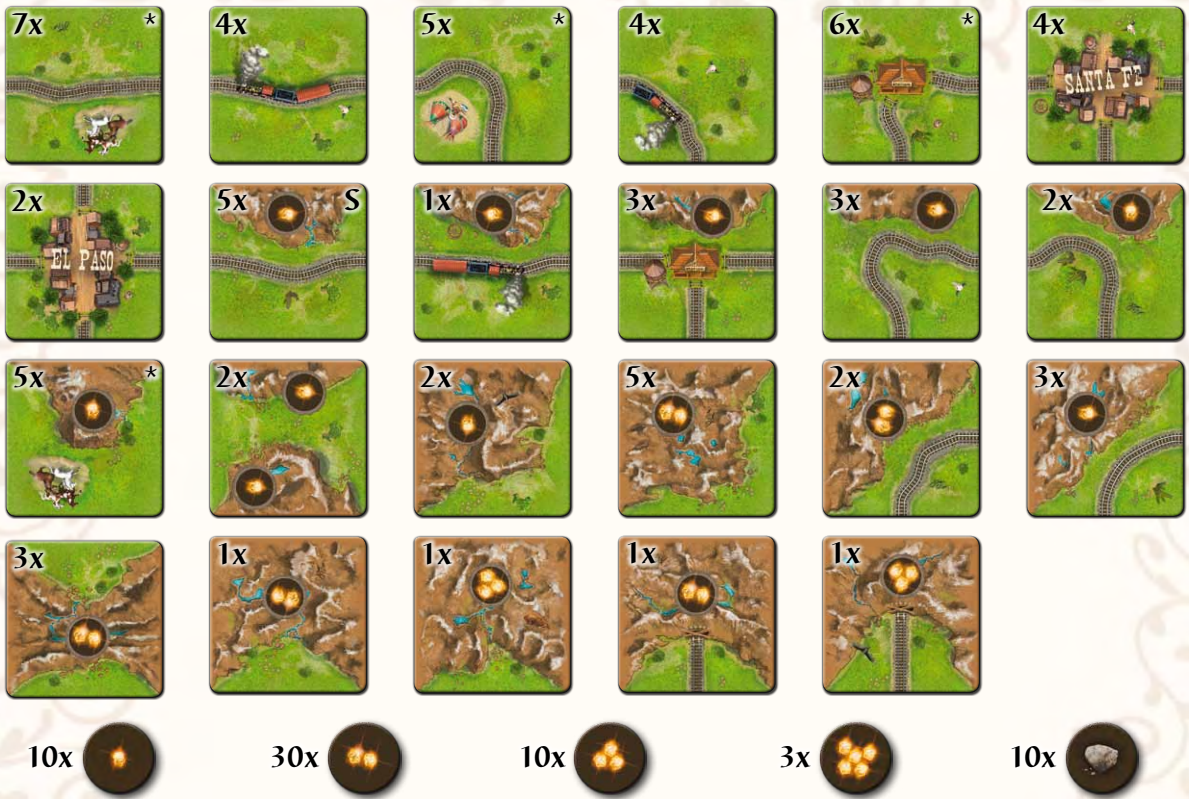 7x *
4x
5x *
4x
6x *
4x
SANTA FE
2x
EL PASO
5x S
1x
3x
3x
2x
5x *
2x
2x
5x
2x
3x
3x
1x
1x
1x
1x
10x
30x
10x
3x
10x